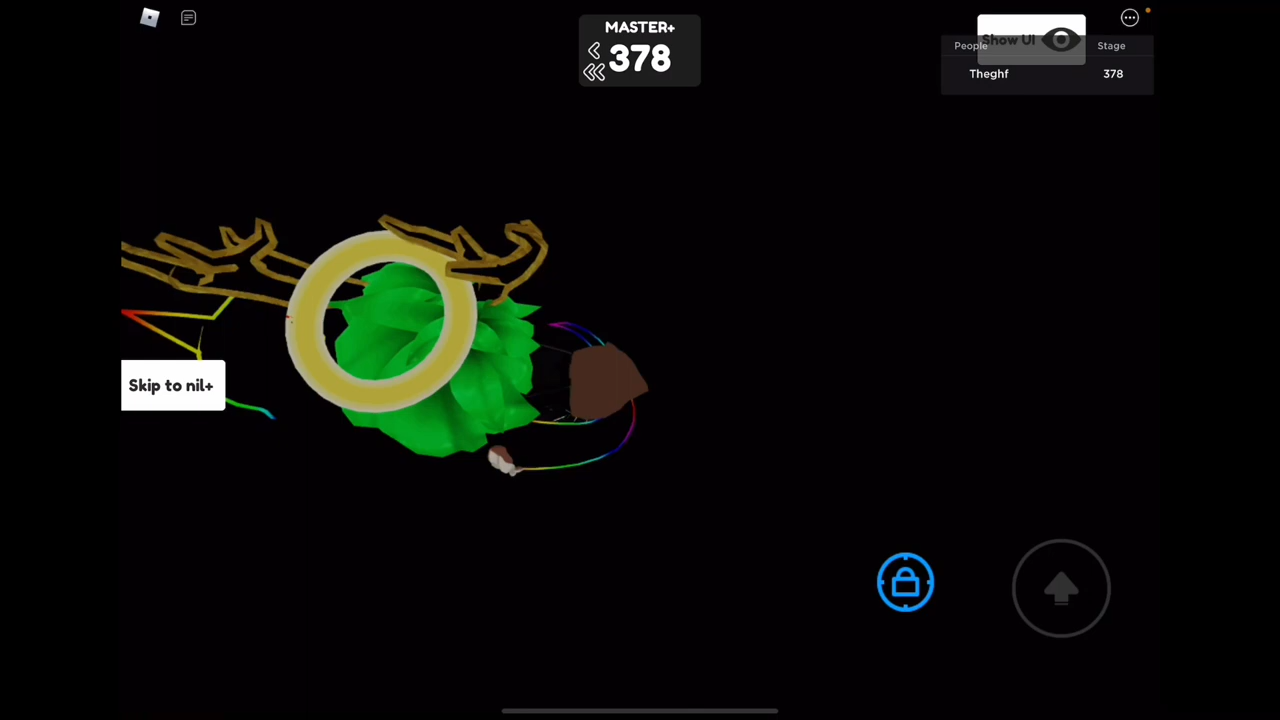 MASTER+
378
Show UI
People Stage
Theghf 378
Skip to nil+